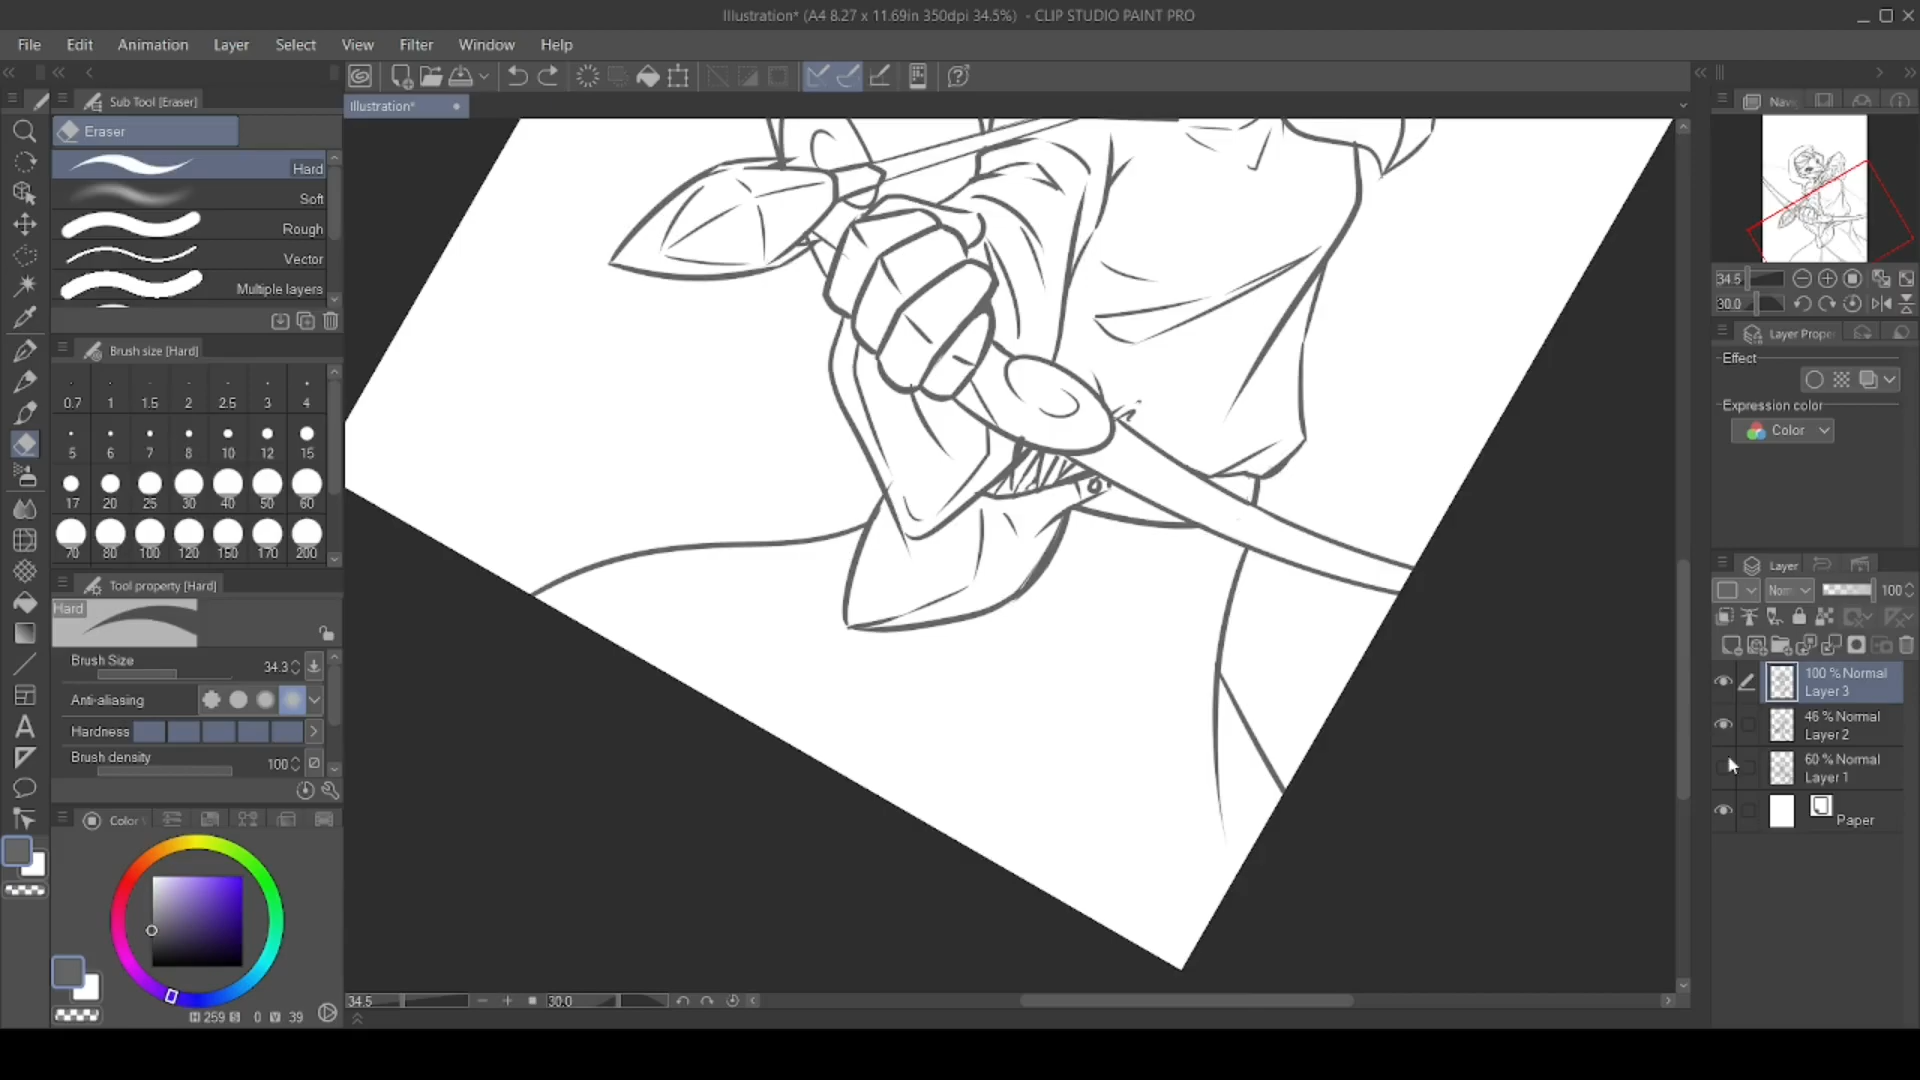 Illustration* (A4 8.27 x 11.69in 350dpi 34.5%) - CLIP STUDIO PAINT PRO
File Edit Animation Layer Select View Filter Window Help
Sub Tool [Eraser]
Illustration*
Eraser
Hard
Soft
Rough
Vector
Multiple layers
Brush size [Hard]
0.7 1 1.5 2 2.5 3 4
5 6 7 8 10 12 15
17 20 25 30 40 50 60
70 80 100 120 150 170 200
Tool property [Hard]
Hard
Brush Size 34.3
Anti-aliasing
Hardness
Brush density 100
Color
259 S 0 V 39
34.5 30.0
34.5
30.0
Layer Prope
Effect
Expression color
Color
Layer
100
100 % Normal
Layer 3
46 % Normal
Layer 2
60 % Normal
Layer 1
Paper